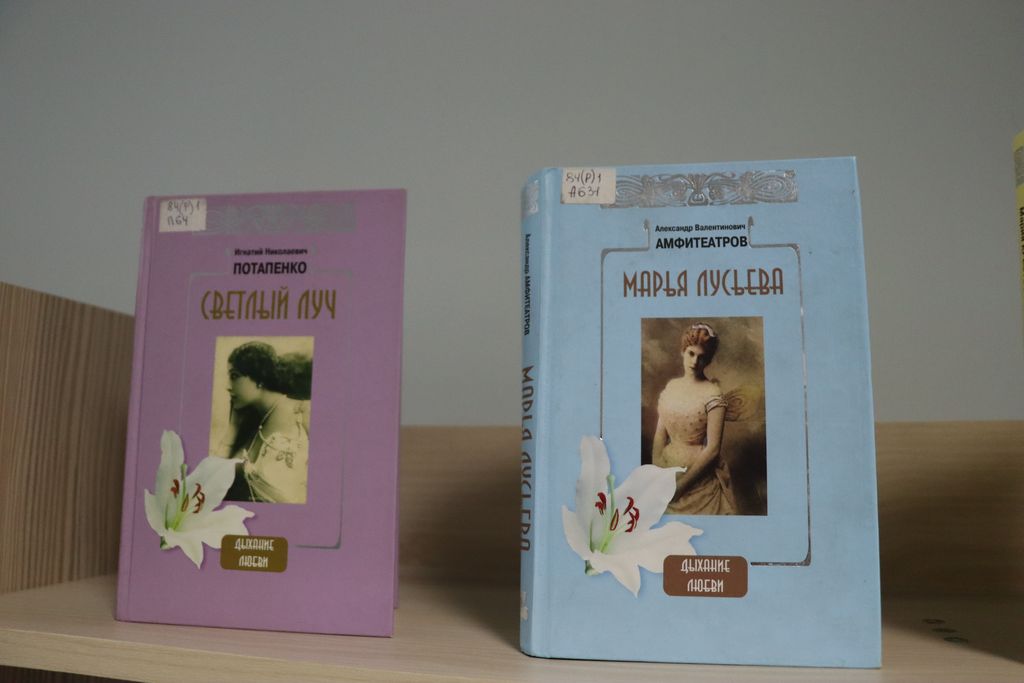 84(Р)1
П64
Игнатий Николаевич
ПОТАПЕНКО
СВЕТЛЫЙ ЛУЧ
ДЫХАНИЕ
ЛЮБВИ
Александр АМФИТЕАТРОВ
МАРЬЯ ЛУСЬЕВА
84(Р)1
А631
Александр Валентинович
АМФИТЕАТРОВ
МАРЬЯ ЛУСЬЕВА
ДЫХАНИЕ
ЛЮБВИ